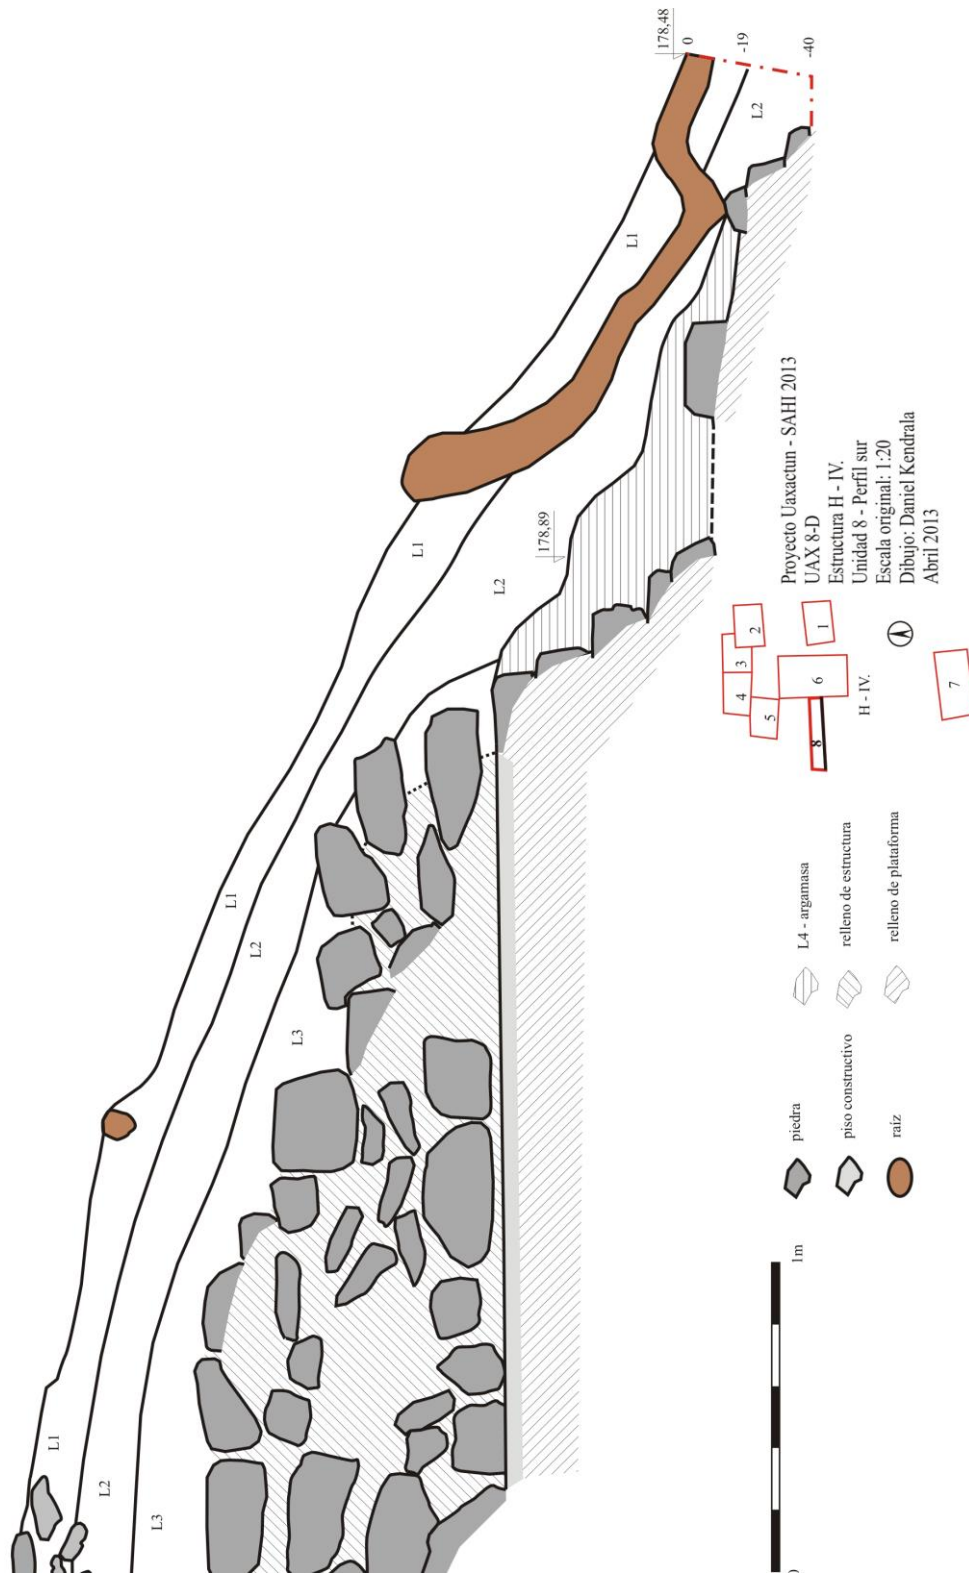 178,48
0
-19
-40
L2
L1
L1
178,89
L2
L1
L2
L3
L1
L2
L3
Proyecto Uaxactun - SAHI 2013
UAX 8-D
Estructura H - IV.
Unidad 8 - Perfil sur
Escala original: 1:20
Dibujo: Daniel Kendrala
Abril 2013
2
3
4
5
1
6
8
H - IV.
7
L4 - argamasa
relleno de estructura
relleno de plataforma
piedra
piso constructivo
raíz
1m